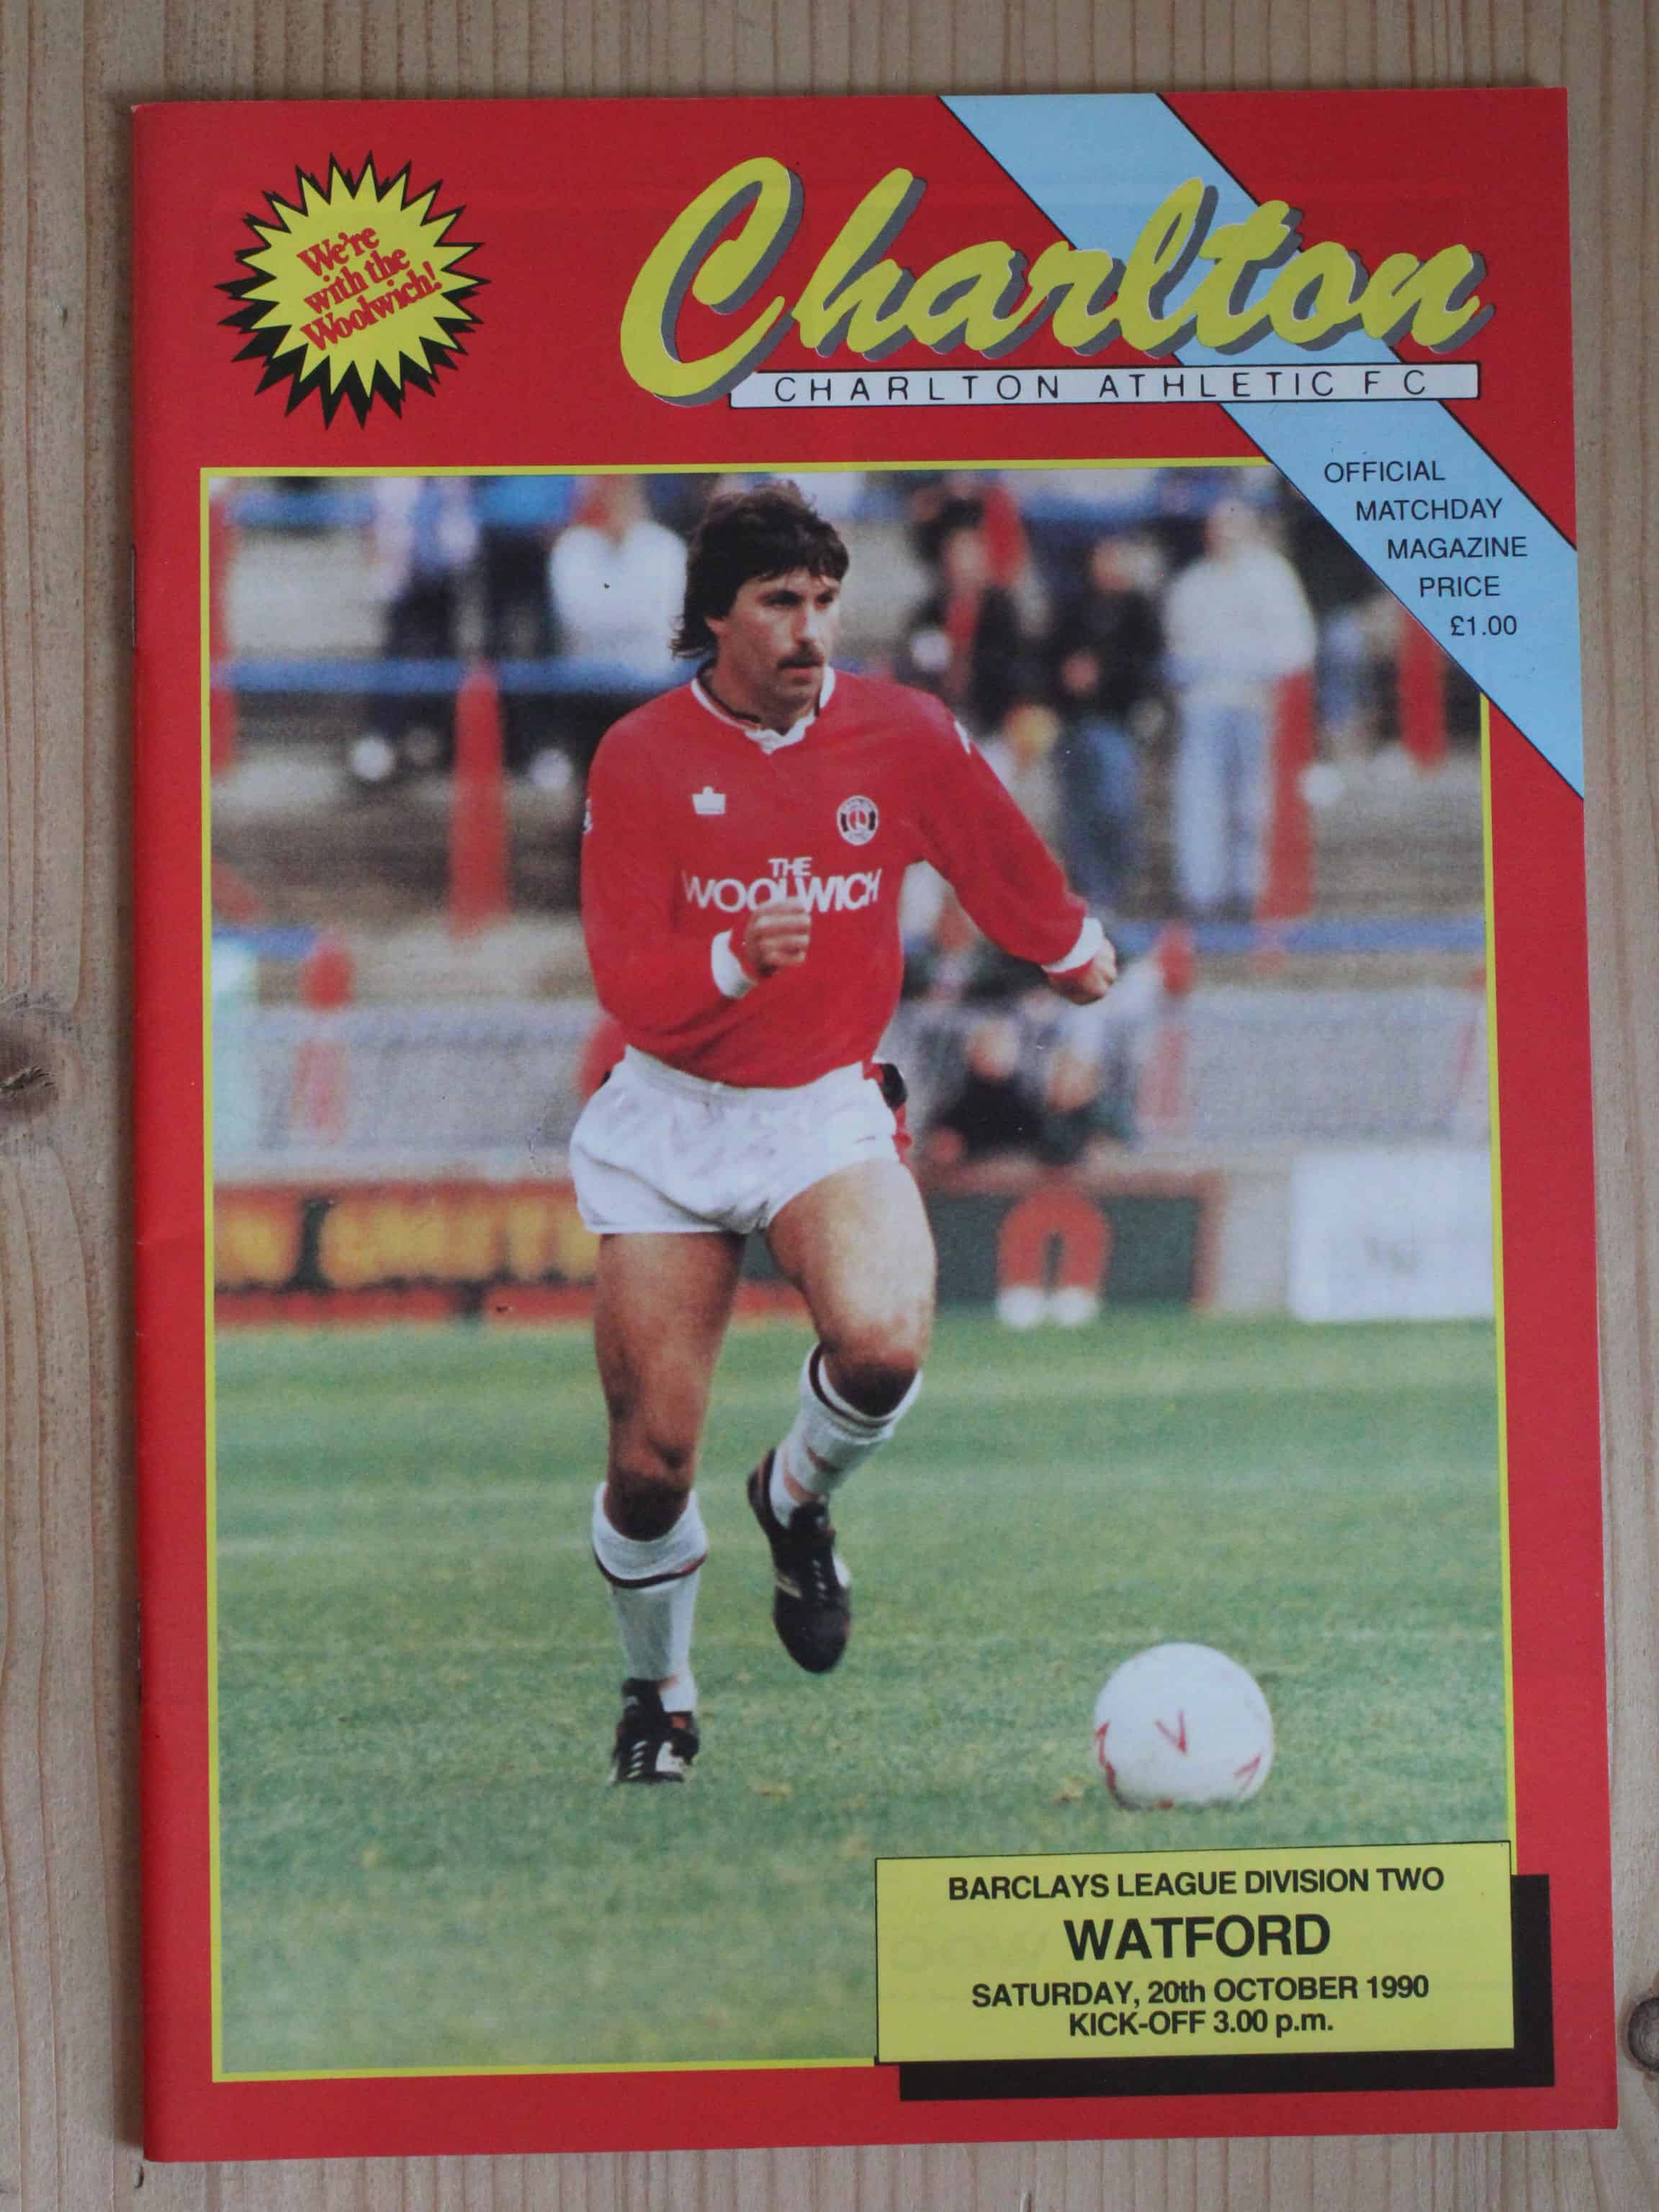 We're
with the
Woolwich!
Charlton
CHARLTON ATHLETIC FC
OFFICIAL
MATCHDAY
MAGAZINE
PRICE
£1.00
THE
WOOLWICH
BARCLAYS LEAGUE DIVISION TWO
WATFORD
SATURDAY, 20th OCTOBER 1990
KICK-OFF 3.00 p.m.